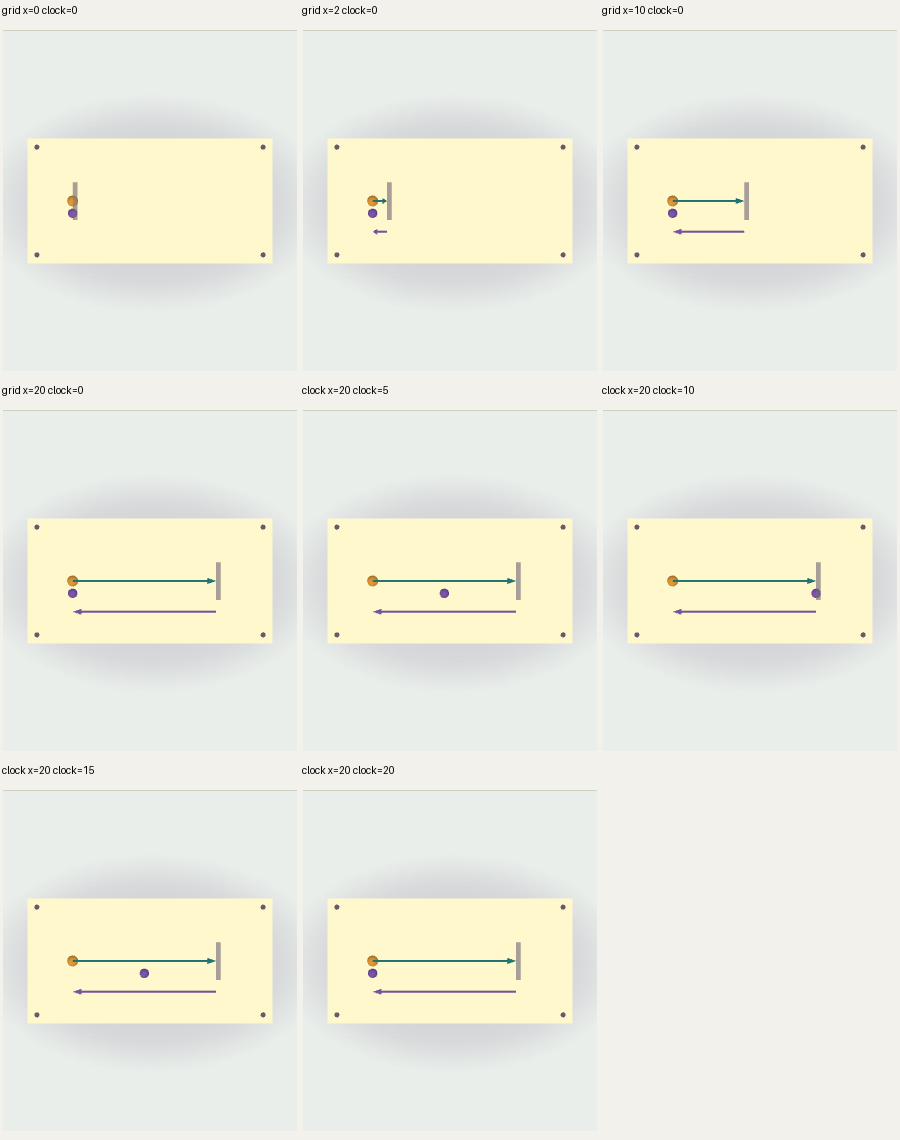 grid x=0 clock=0
grid x=2 clock=0
grid x=10 clock=0
grid x=20 clock=0
clock x=20 clock=5
clock x=20 clock=10
clock x=20 clock=15
clock x=20 clock=20